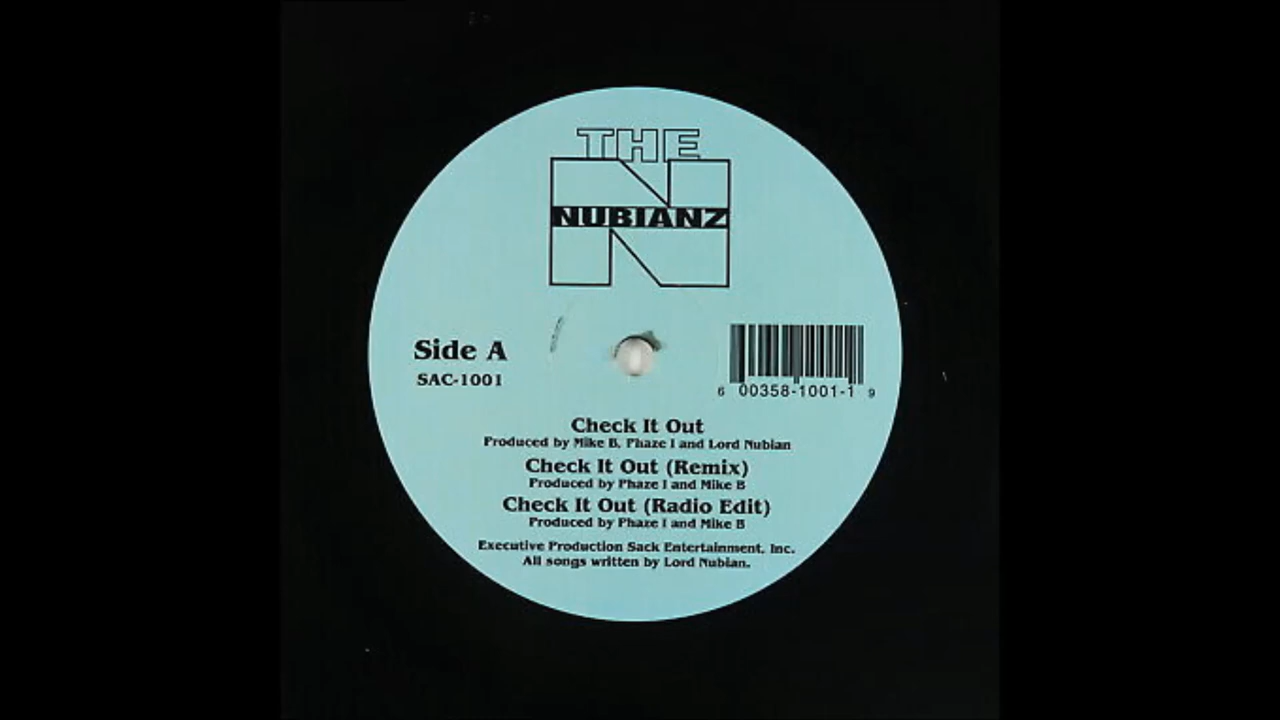 THE
NUBIANZ
Side A
SAC-1001
6 00358-1001-1 9
Check It Out
Produced by Mike B, Phaze I and Lord Nubian
Check It Out (Remix)
Produced by Phaze I and Mike B
Check It Out (Radio Edit)
Produced by Phaze I and Mike B
Executive Production Sack Entertainment, Inc.
All songs written by Lord Nubian.